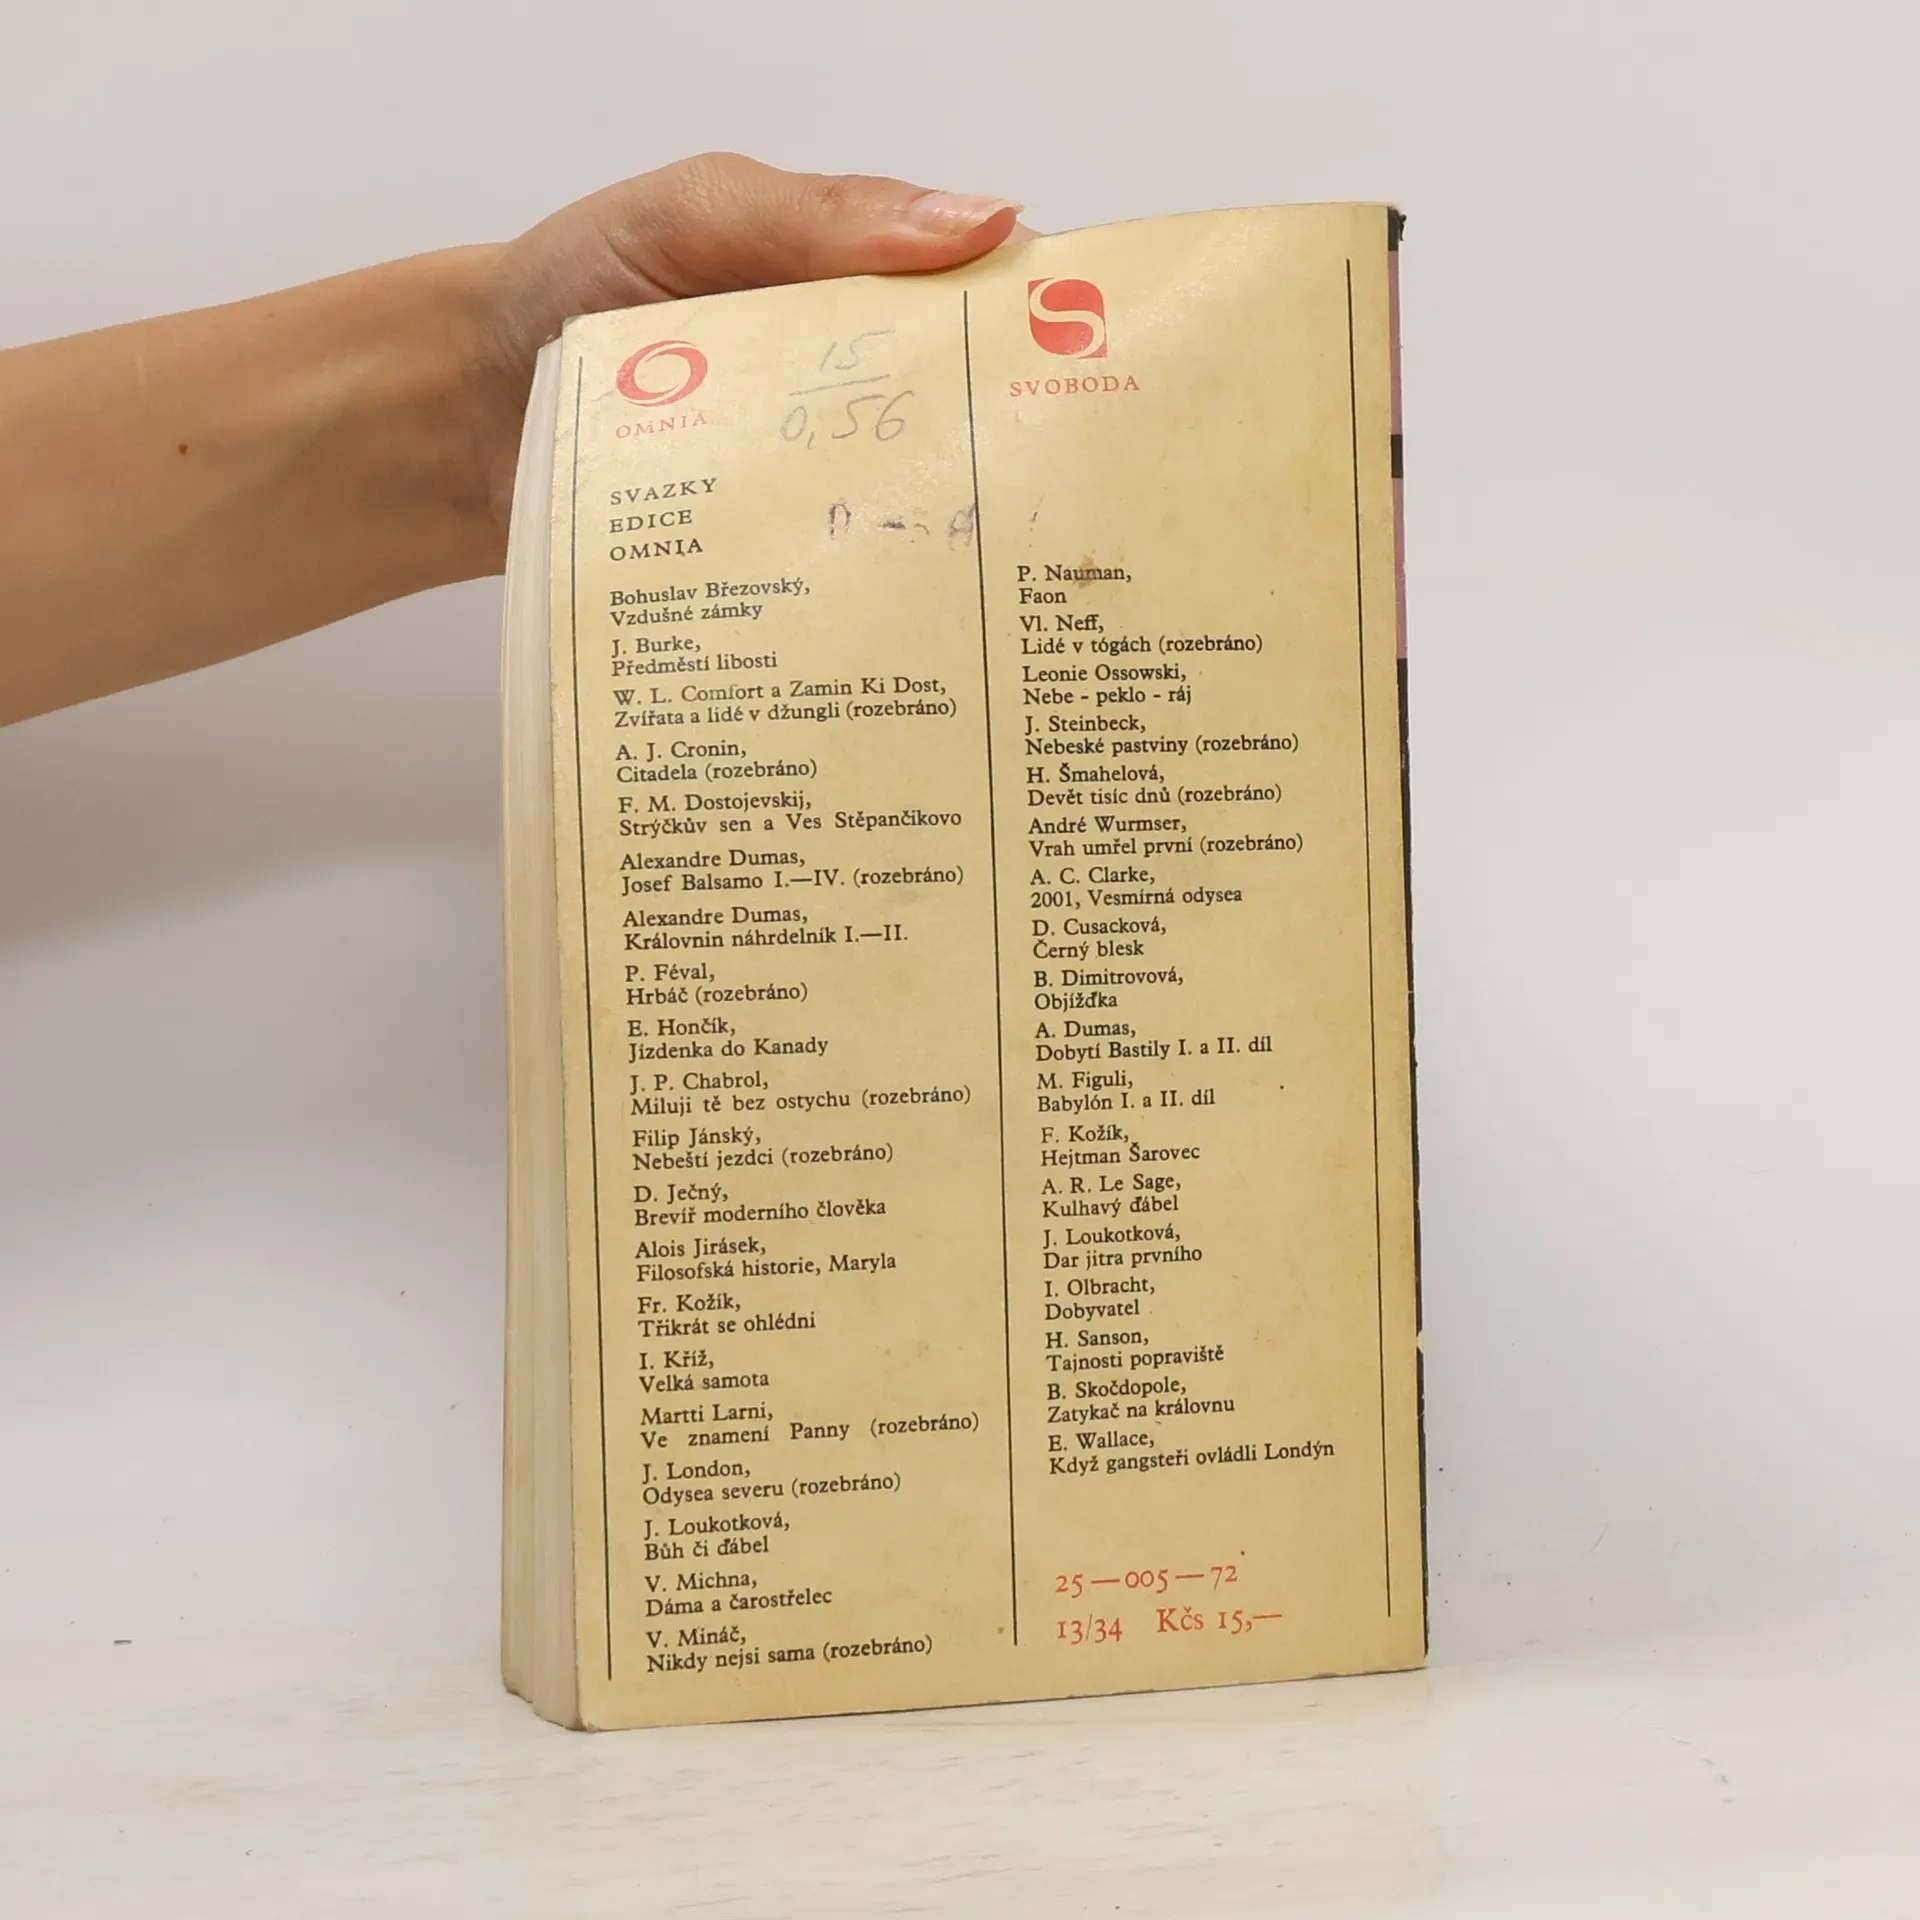 OMNIA
15
0,56
SVAZKY
EDICE
OMNIA
Bohuslav Březovský,
Vzdušné zámky
J. Burke,
Předměstí libosti
W. L. Comfort a Zamin Ki Dost,
Zvířata a lidé v džungli (rozebráno)
A. J. Cronin,
Citadela (rozebráno)
F. M. Dostojevskij,
Strýčkův sen a Ves Stěpančikovo
Alexandre Dumas,
Josef Balsamo I.—IV. (rozebráno)
Alexandre Dumas,
Královnin náhrdelník I.—II.
P. Féval,
Hrbáč (rozebráno)
E. Hončík,
Jízdenka do Kanady
J. P. Chabrol,
Miluji tě bez ostychu (rozebráno)
Filip Jánský,
Nebeští jezdci (rozebráno)
D. Ječný,
Brevíř moderního člověka
Alois Jirásek,
Filosofská historie, Maryla
Fr. Kožík,
Třikrát se ohlédni
I. Kříž,
Velká samota
Martti Larni,
Ve znamení Panny (rozebráno)
J. London,
Odysea severu (rozebráno)
J. Loukotková,
Bůh či ďábel
V. Michna,
Dáma a čarostřelec
V. Mináč,
Nikdy nejsi sama (rozebráno)
SVOBODA
P. Nauman,
Faon
Vl. Neff,
Lidé v tógách (rozebráno)
Leonie Ossowski,
Nebe - peklo - ráj
J. Steinbeck,
Nebeské pastviny (rozebráno)
H. Šmahelová,
Devět tisíc dnů (rozebráno)
André Wurmser,
Vrah umřel první (rozebráno)
A. C. Clarke,
2001, Vesmírná odysea
D. Cusacková,
Černý blesk
B. Dimitrovová,
Objížďka
A. Dumas,
Dobytí Bastily I. a II. díl
M. Figuli,
Babylón I. a II. díl
F. Kožík,
Hejtman Šarovec
A. R. Le Sage,
Kulhavý ďábel
J. Loukotková,
Dar jitra prvního
I. Olbracht,
Dobyvatel
H. Sanson,
Tajnosti popraviště
B. Skočdopole,
Zatykač na královnu
E. Wallace,
Když gangsteři ovládli Londýn
25—005—72
13/34 Kčs 15,—